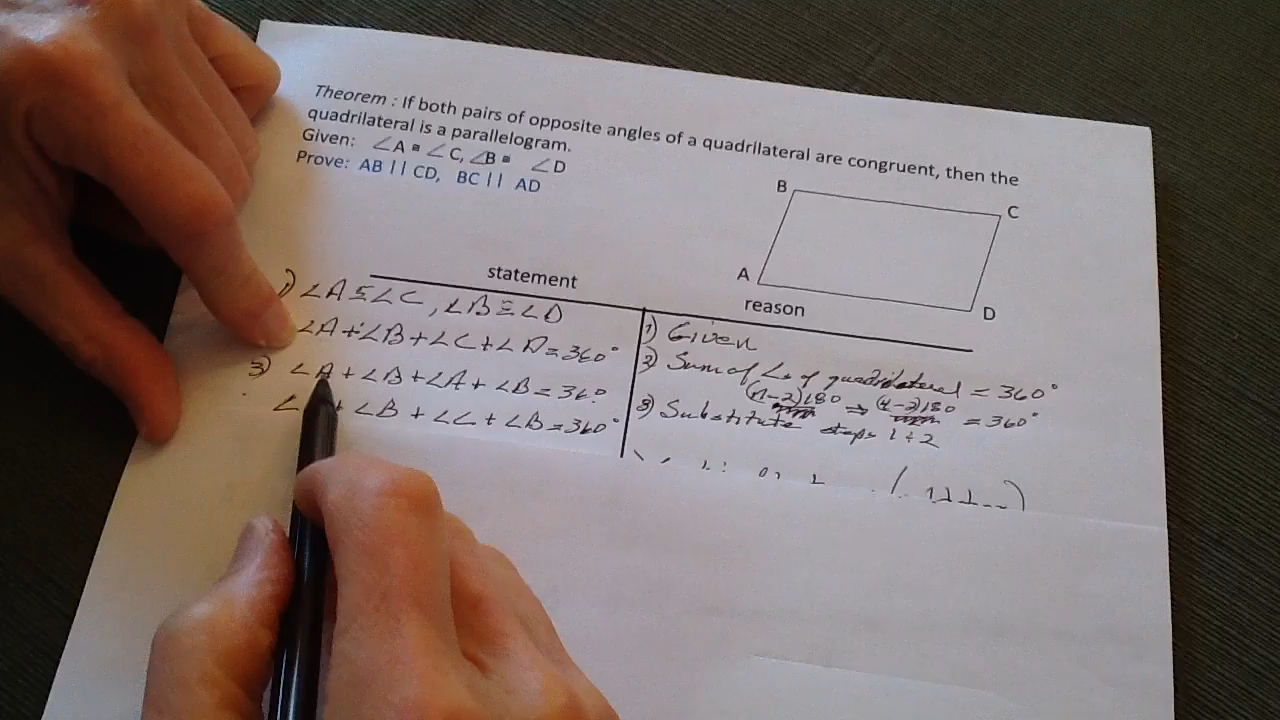 Theorem : If both pairs of opposite angles of a quadrilateral are congruent, then the
quadrilateral is a parallelogram.
Given: ∠A ≅ ∠C, ∠B ≅ ∠D
Prove: AB || CD, BC || AD
B
C
A
D
statement
reason
1) ∠A ≅ ∠C, ∠B ≅ ∠D
∠A + ∠B + ∠C + ∠D = 360°
3) ∠A + ∠B + ∠A + ∠B = 360
∠ + ∠B + ∠C + ∠B = 360°
1) Given
2) Sum of ∠s of quadrilateral = 360°
(n-2)180 ⇒ (4-2)180 = 360°
3) Substitute steps 1 + 2